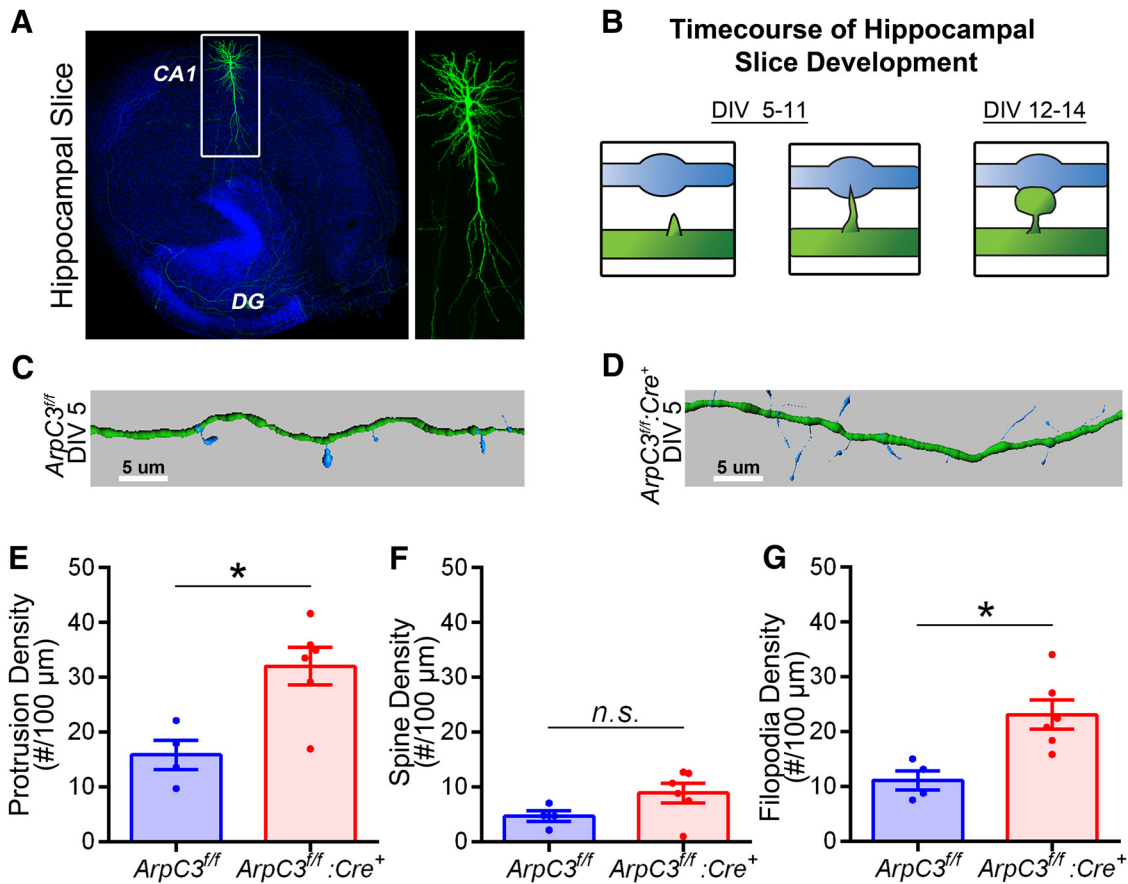 A
Hippocampal Slice
CA1
DG
B
Timecourse of Hippocampal
Slice Development
DIV 5-11
DIV 12-14
C
ArpC3f/f
DIV 5
5 um
D
ArpC3f/f:Cre+
DIV 5
5 um
E
Protrusion Density
(#/100 µm)
50
40
30
20
10
0
*
ArpC3f/f
ArpC3f/f:Cre+
F
Spine Density
(#/100 µm)
50
40
30
20
10
0
n.s.
ArpC3f/f
ArpC3f/f:Cre+
G
Filopodia Density
(#/100 µm)
50
40
30
20
10
0
*
ArpC3f/f
ArpC3f/f:Cre+